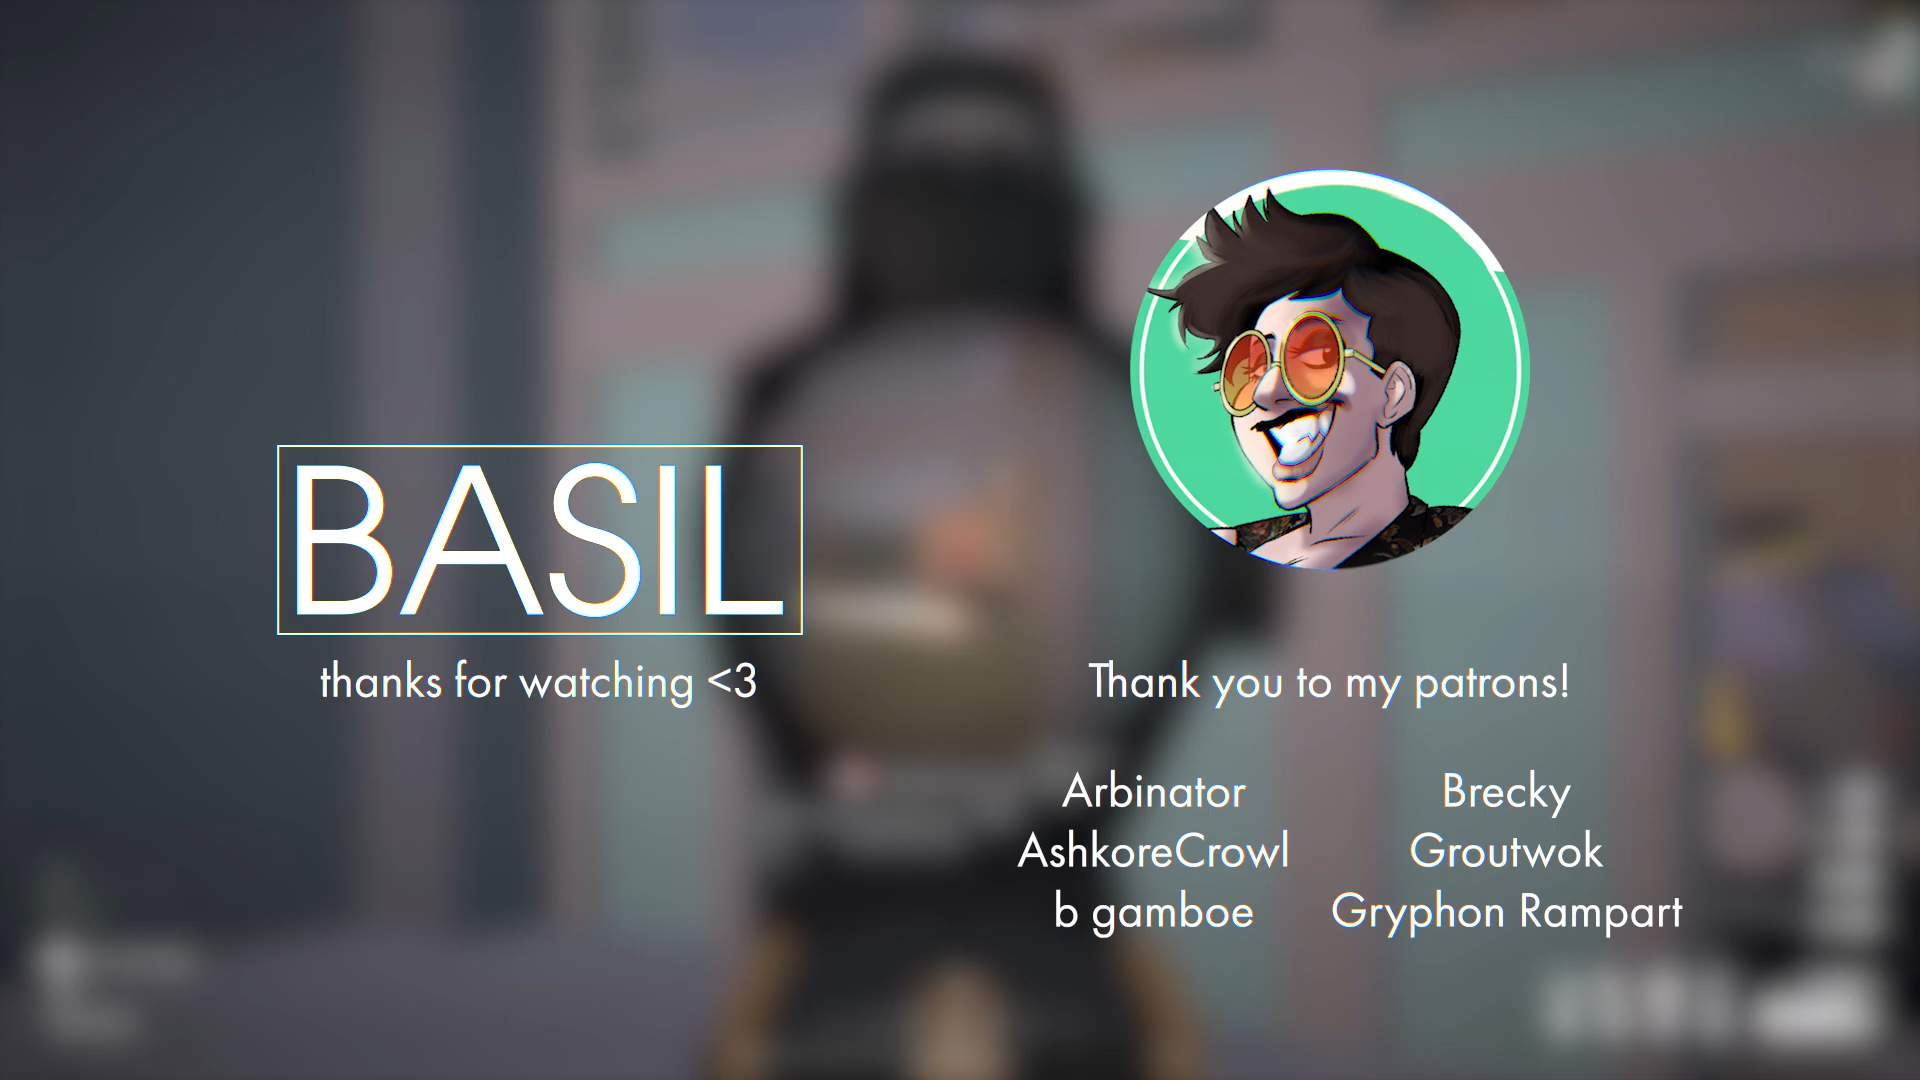 BASIL
thanks for watching <3
Thank you to my patrons!
Arbinator
AshkoreCrowl
b gamboe
Brecky
Groutwok
Gryphon Rampart